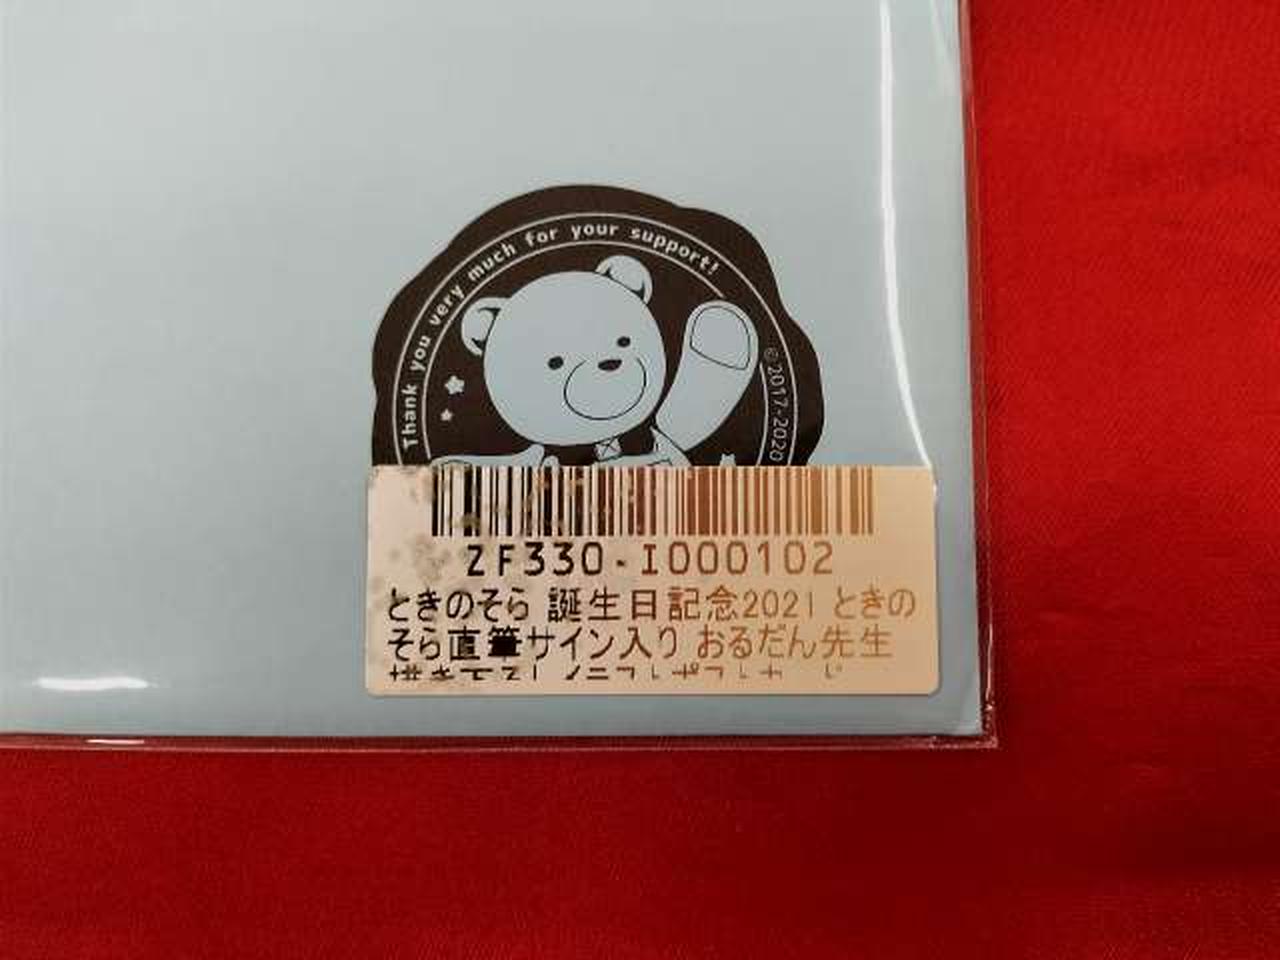 Thank you very much for your support!
© 2017-2020
ZF330-I000102
ときのそら 誕生日記念2021 ときの
そら直筆サイン入り おるだん先生